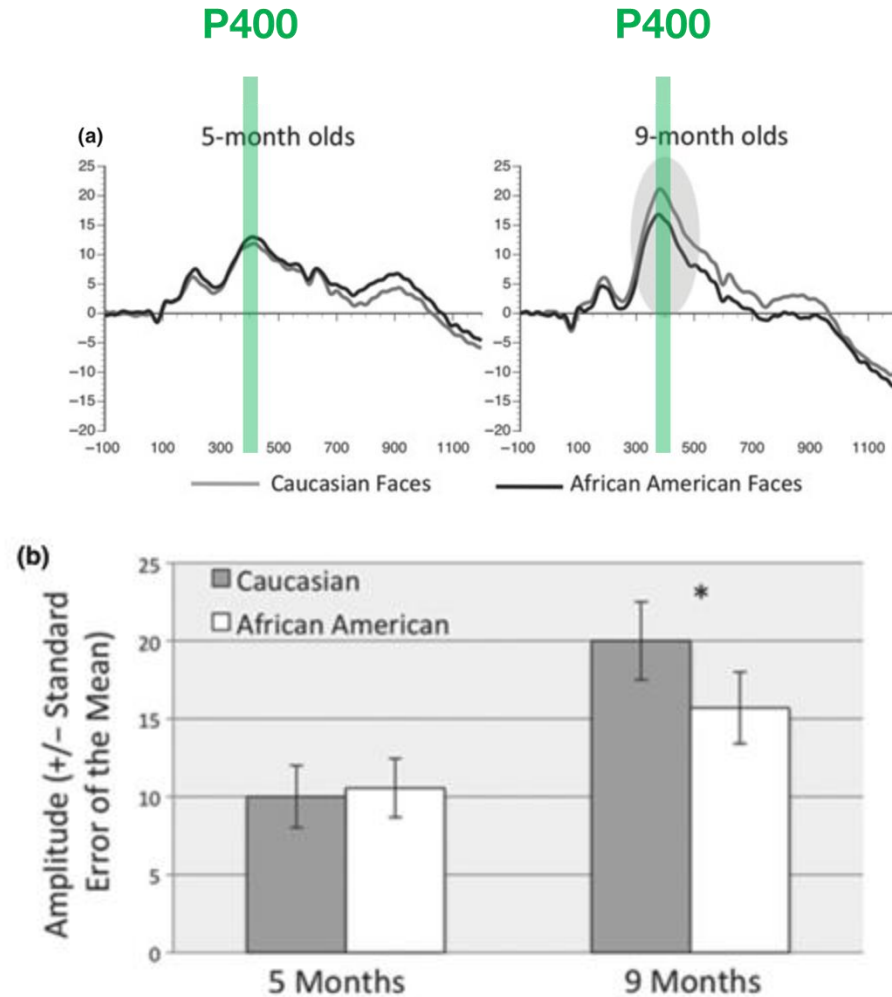 P400 P400
(a)
5-month olds 9-month olds
25 25
20 20
15 15
10 10
5 5
0 0
−5 −5
−10 −10
−15 −15
−20 −20
−100 100 300 500 700 900 1100 −100 100 300 500 700 900 1100
Caucasian Faces African American Faces
(b)
Amplitude (+/− Standard
Error of the Mean)
25
20
15
10
5
0
Caucasian
African American
*
5 Months 9 Months